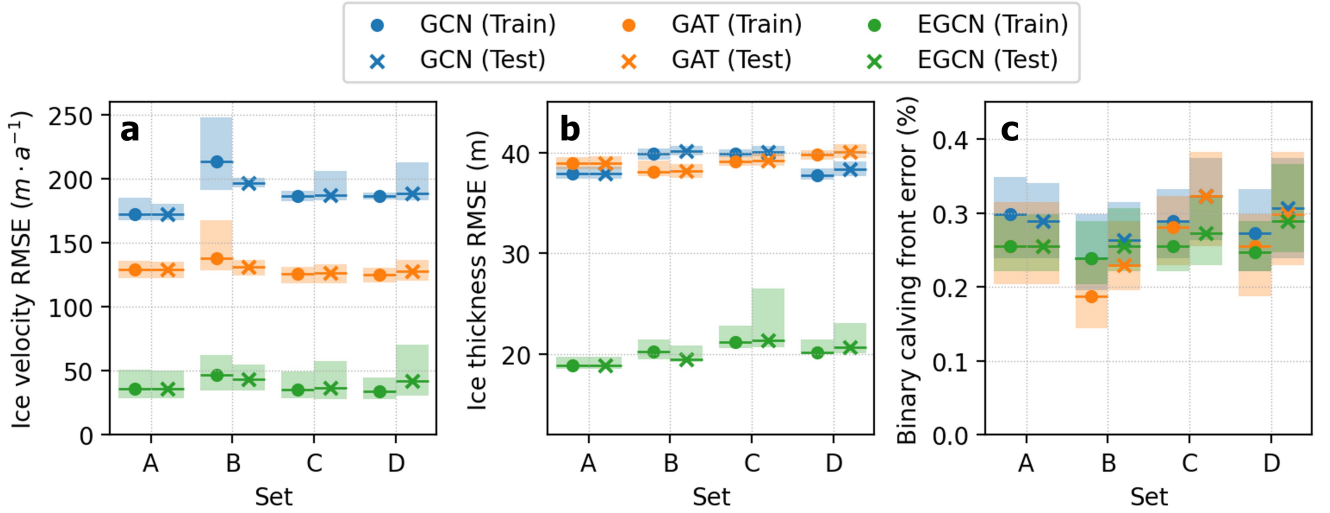 GCN (Train) GAT (Train) EGCN (Train)
GCN (Test) GAT (Test) EGCN (Test)
a
Ice velocity RMSE (m · a⁻¹)
250
200
150
100
50
0
A B C D
Set
b
Ice thickness RMSE (m)
40
30
20
A B C D
Set
c
Binary calving front error (%)
0.4
0.3
0.2
0.1
0.0
A B C D
Set